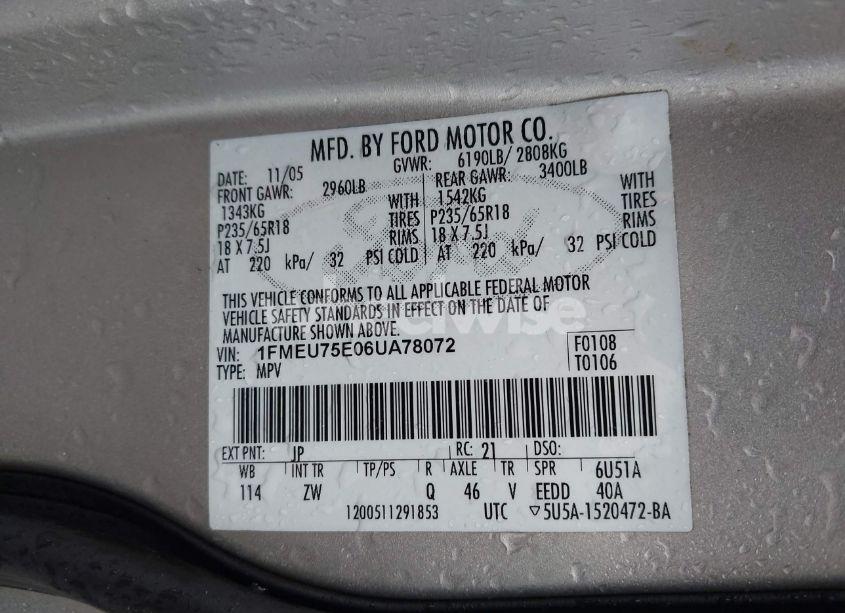 MFD. BY FORD MOTOR CO.
DATE: 11/05 GVWR: 6190LB/ 2808KG
FRONT GAWR: 2960LB REAR GAWR: 3400LB
1343KG WITH 1542KG WITH
P235/65R18 TIRES P235/65R18 TIRES
18 X 7.5J RIMS 18 X 7.5J RIMS
AT 220 kPa/ 32 PSI COLD AT 220 kPa/ 32 PSI COLD
THIS VEHICLE CONFORMS TO ALL APPLICABLE FEDERAL MOTOR
VEHICLE SAFETY STANDARDS IN EFFECT ON THE DATE OF
MANUFACTURE SHOWN ABOVE.
VIN: 1FMEU75E06UA78072 F0108
TYPE: MPV T0106
EXT PNT: JP RC: 21 DSO:
WB INT TR TP/PS R AXLE TR SPR 6U51A
114 ZW Q 46 V EEDD 40A
1200511291853 UTC ▽5U5A-1520472-BA